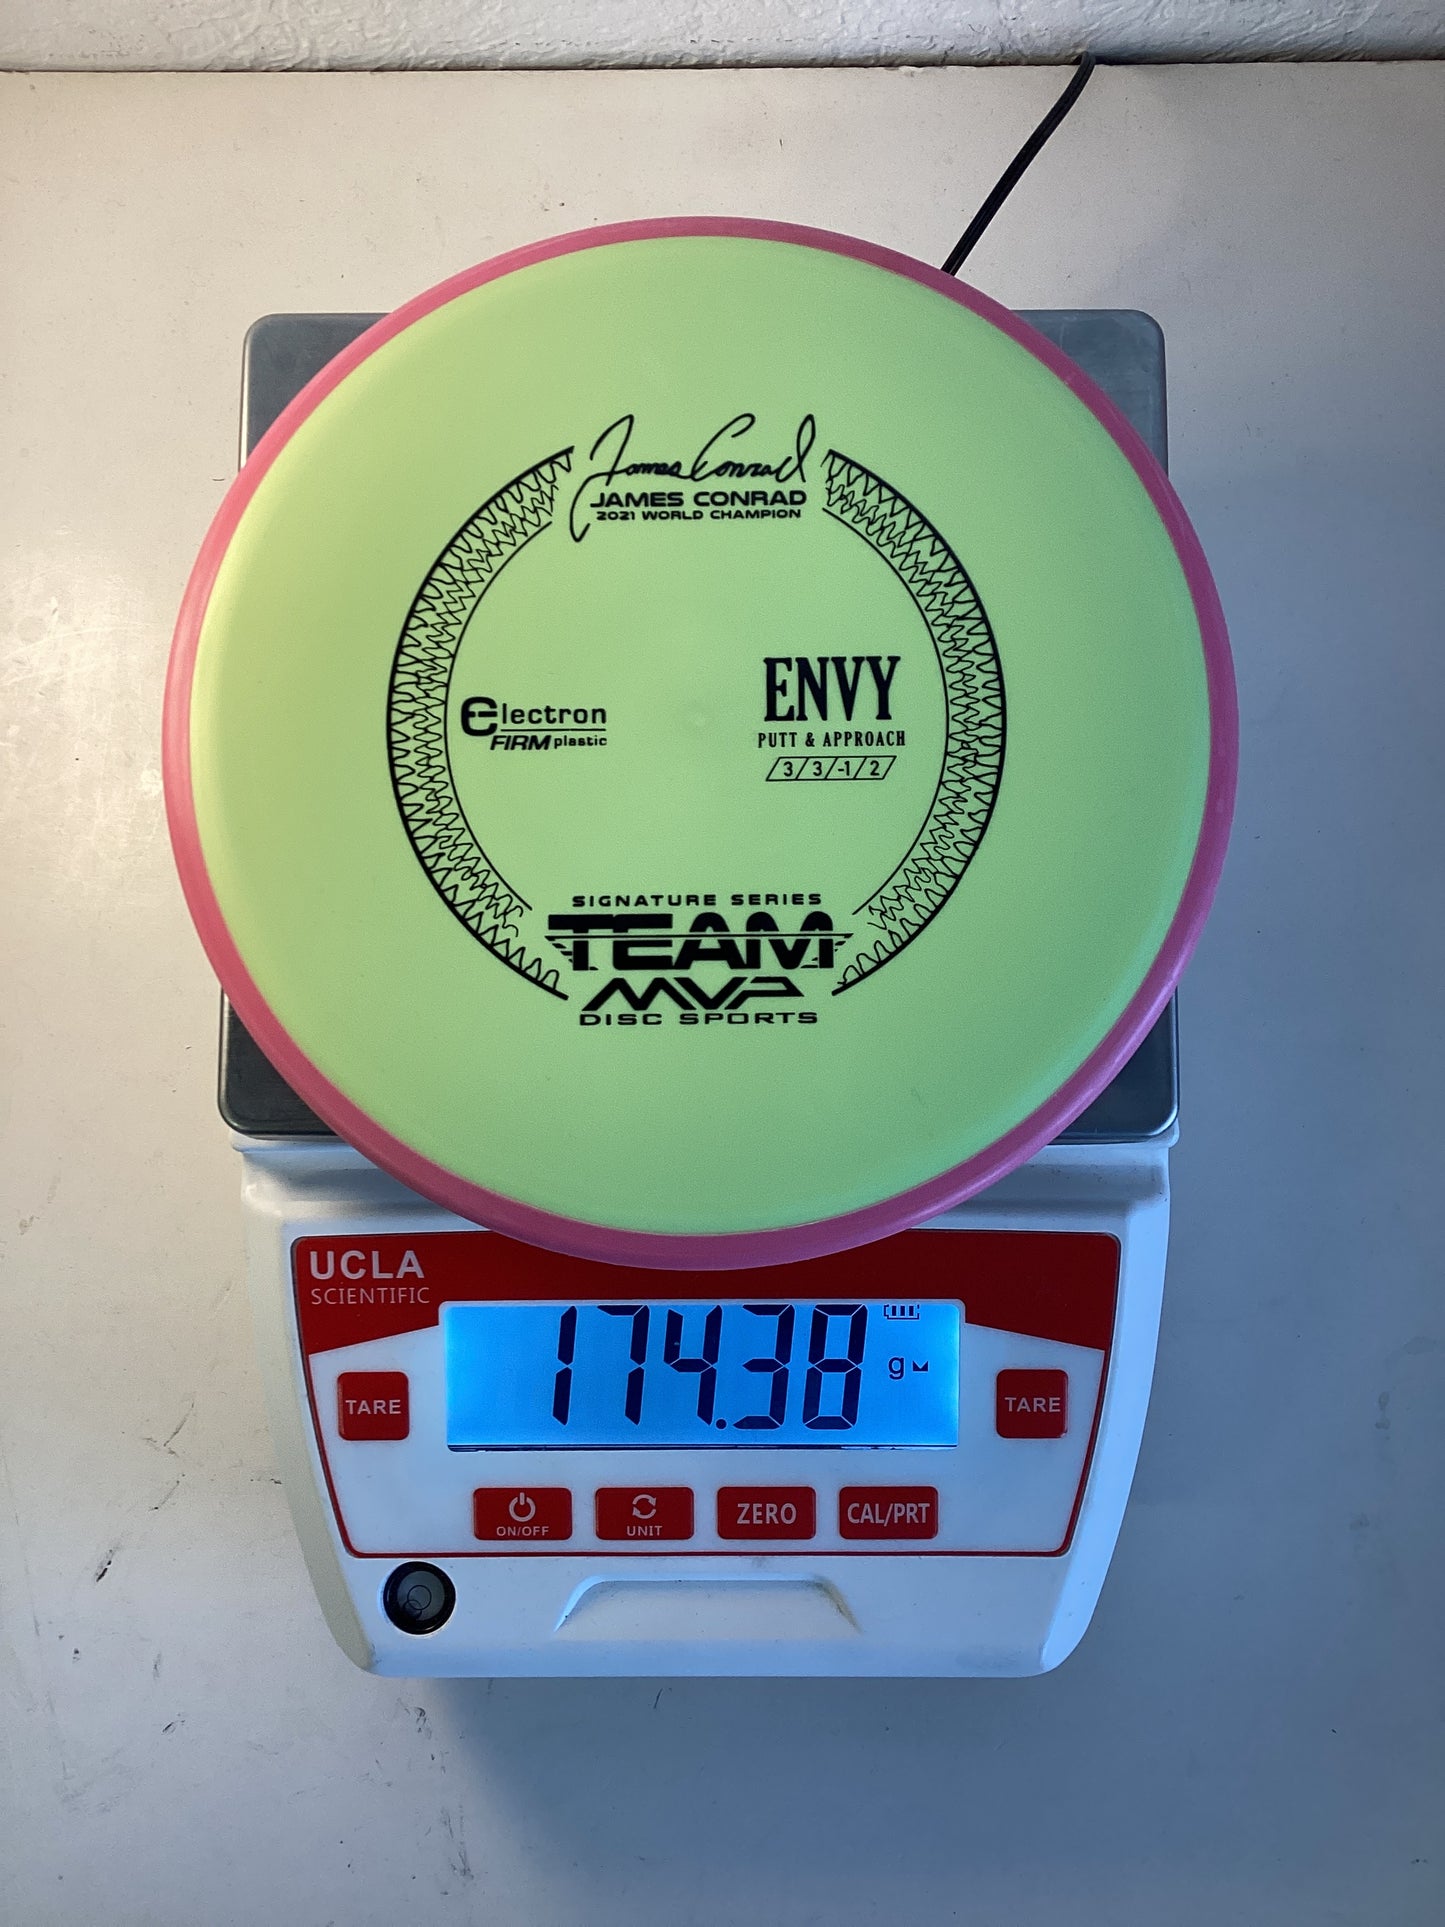 James Conrad
JAMES CONRAD
2021 WORLD CHAMPION
Electron
FIRM plastic
ENVY
PUTT & APPROACH
3/3/-1/2
SIGNATURE SERIES
TEAM
MVP
DISC SPORTS
UCLA
SCIENTIFIC
174.38 g
TARE
TARE
ON/OFF
UNIT
ZERO
CAL/PRT